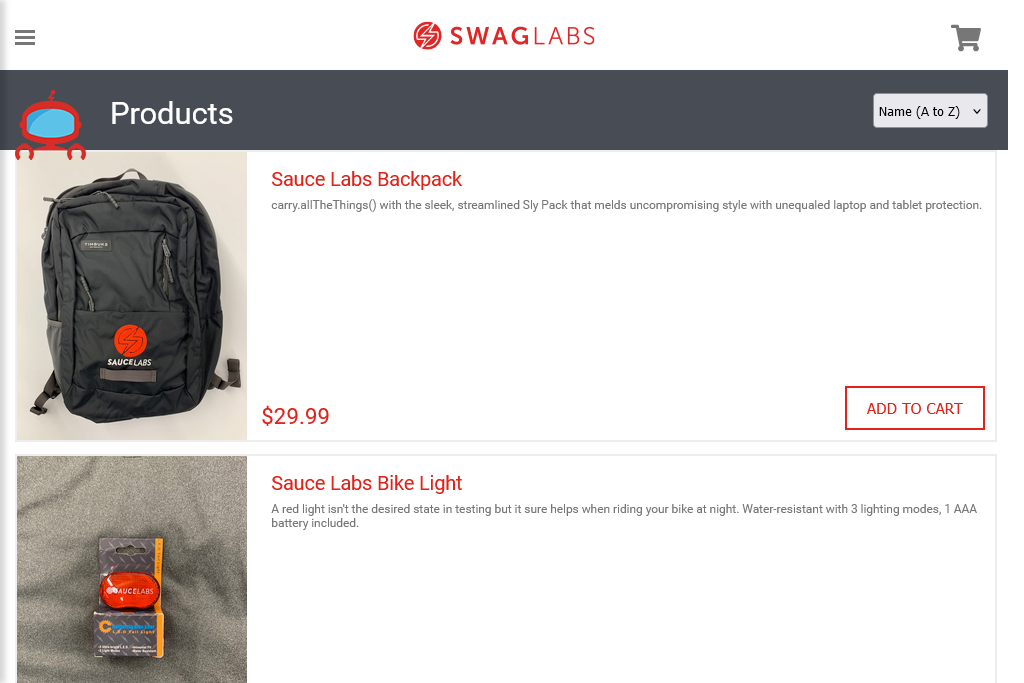 SWAGLABS
Products
Name (A to Z)
TIMBUK2
SAUCELABS
Sauce Labs Backpack
carry.allTheThings() with the sleek, streamlined Sly Pack that melds uncompromising style with unequaled laptop and tablet protection.
$29.99
ADD TO CART
SAUCELABS
L.E.D Tail Light
Sauce Labs Bike Light
A red light isn't the desired state in testing but it sure helps when riding your bike at night. Water-resistant with 3 lighting modes, 1 AAA
battery included.